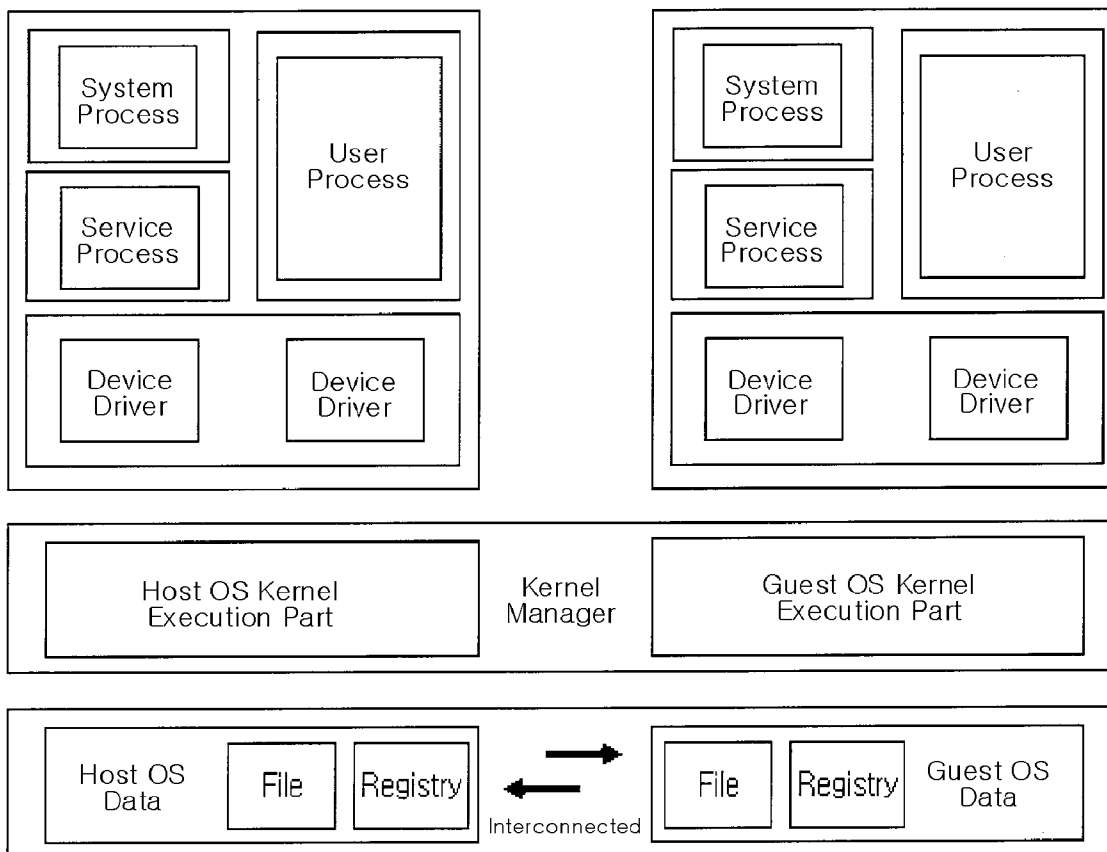 System
Process
User
Process
Service
Process
Device
Driver
Device
Driver
System
Process
User
Process
Service
Process
Device
Driver
Device
Driver
Host OS Kernel
Execution Part
Kernel
Manager
Guest OS Kernel
Execution Part
Host OS
Data
File
Registry
Interconnected
File
Registry
Guest OS
Data